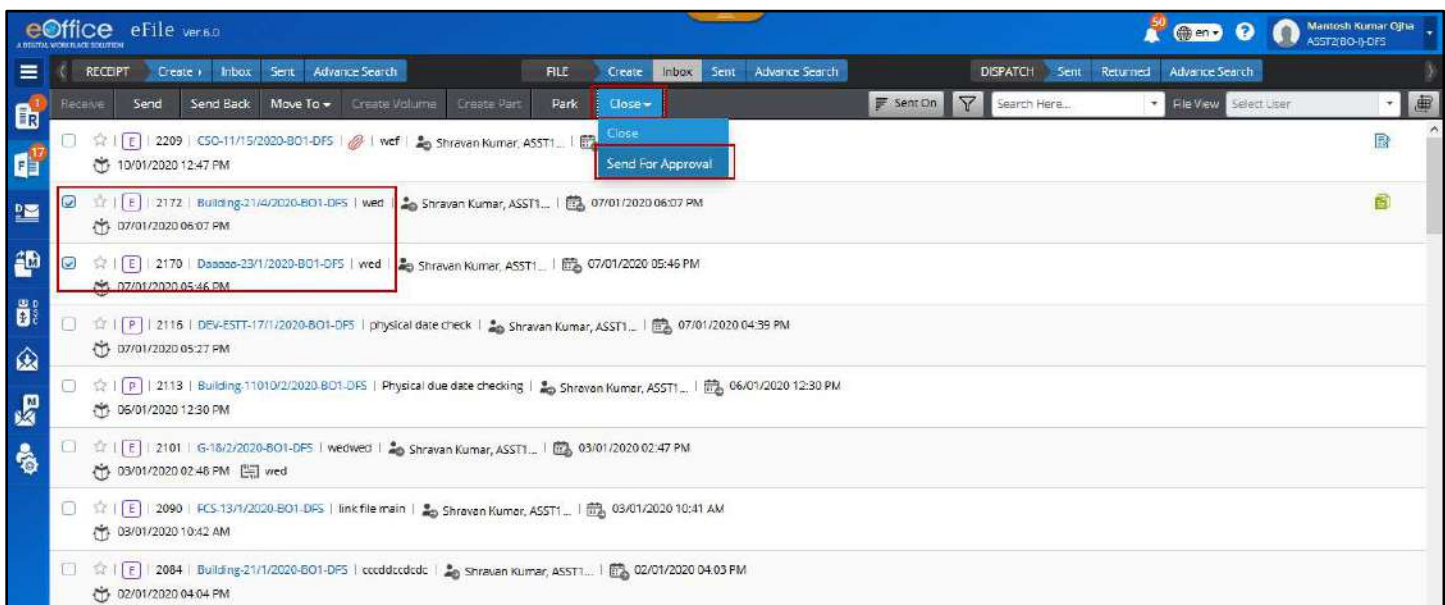 eOffice eFile ver.6.0
A DIGITAL WORKPLACE SOLUTION
50 en ? Mantosh Kumar Ojha
ASST2(BO-I)-DFS
RECEIPT Create Inbox Sent Advance Search FILE Create Inbox Sent Advance Search DISPATCH Sent Returned Advance Search
Receive Send Send Back Move To Create Volume Create Part Park Close Sent On Search Here... File View Select User
Close
Send For Approval
1
R
17
F
D
M
D
S
C
M
E 2209 CSO-11/15/2020-BO1-DFS wef Shravan Kumar, ASST1...
10/01/2020 12:47 PM
E 2172 Building-21/4/2020-BO1-DFS wed Shravan Kumar, ASST1... 07/01/2020 06:07 PM
07/01/2020 06:07 PM
E 2170 Daaaaa-23/1/2020-BO1-DFS wed Shravan Kumar, ASST1... 07/01/2020 05:46 PM
07/01/2020 05:46 PM
P 2116 DEV-ESTT-17/1/2020-BO1-DFS physical date check Shravan Kumar, ASST1... 07/01/2020 04:39 PM
07/01/2020 05:27 PM
P 2113 Building-11010/2/2020-BO1-DFS Physical due date checking Shravan Kumar, ASST1... 06/01/2020 12:30 PM
06/01/2020 12:30 PM
E 2101 G-18/2/2020-BO1-DFS wedwed Shravan Kumar, ASST1... 03/01/2020 02:47 PM
03/01/2020 02:48 PM wed
E 2090 FCS-13/1/2020-BO1-DFS link file main Shravan Kumar, ASST1... 03/01/2020 10:41 AM
03/01/2020 10:42 AM
E 2084 Building-21/1/2020-BO1-DFS Shravan Kumar, ASST1... 02/01/2020 04:03 PM
02/01/2020 04:04 PM